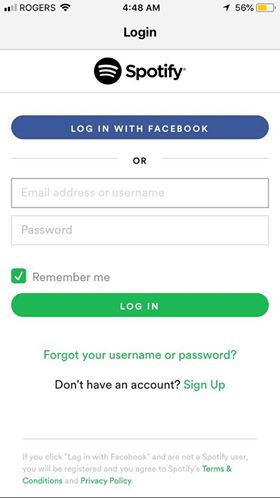 ROGERS 4:48 AM 56%
Login
Spotify®
LOG IN WITH FACEBOOK
OR
Email address or username
Password
Remember me
LOG IN
Forgot your username or password?
Don't have an account? Sign Up
If you click "Log in with Facebook" and are not a Spotify user,
you will be registered and you agree to Spotify's Terms &
Conditions and Privacy Policy.